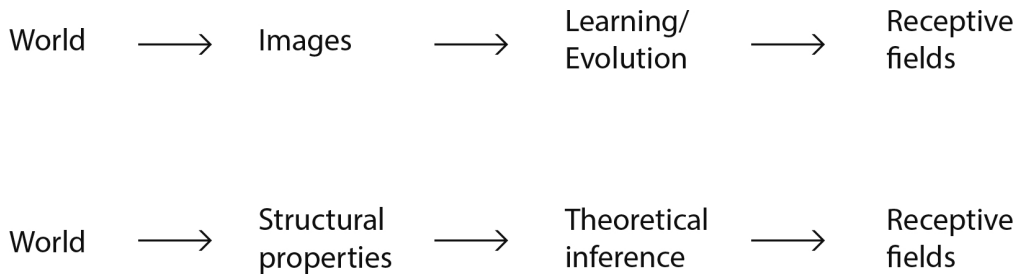 World → Images → Learning/ Evolution → Receptive fields
World → Structural properties → Theoretical inference → Receptive fields